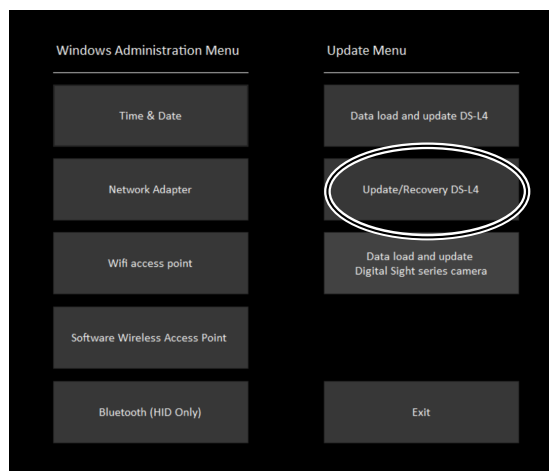 Windows Administration Menu
Time & Date
Network Adapter
Wifi access point
Software Wireless Access Point
Bluetooth (HID Only)
Update Menu
Data load and update DS-L4
Update/Recovery DS-L4
Data load and update
Digital Sight series camera
Exit